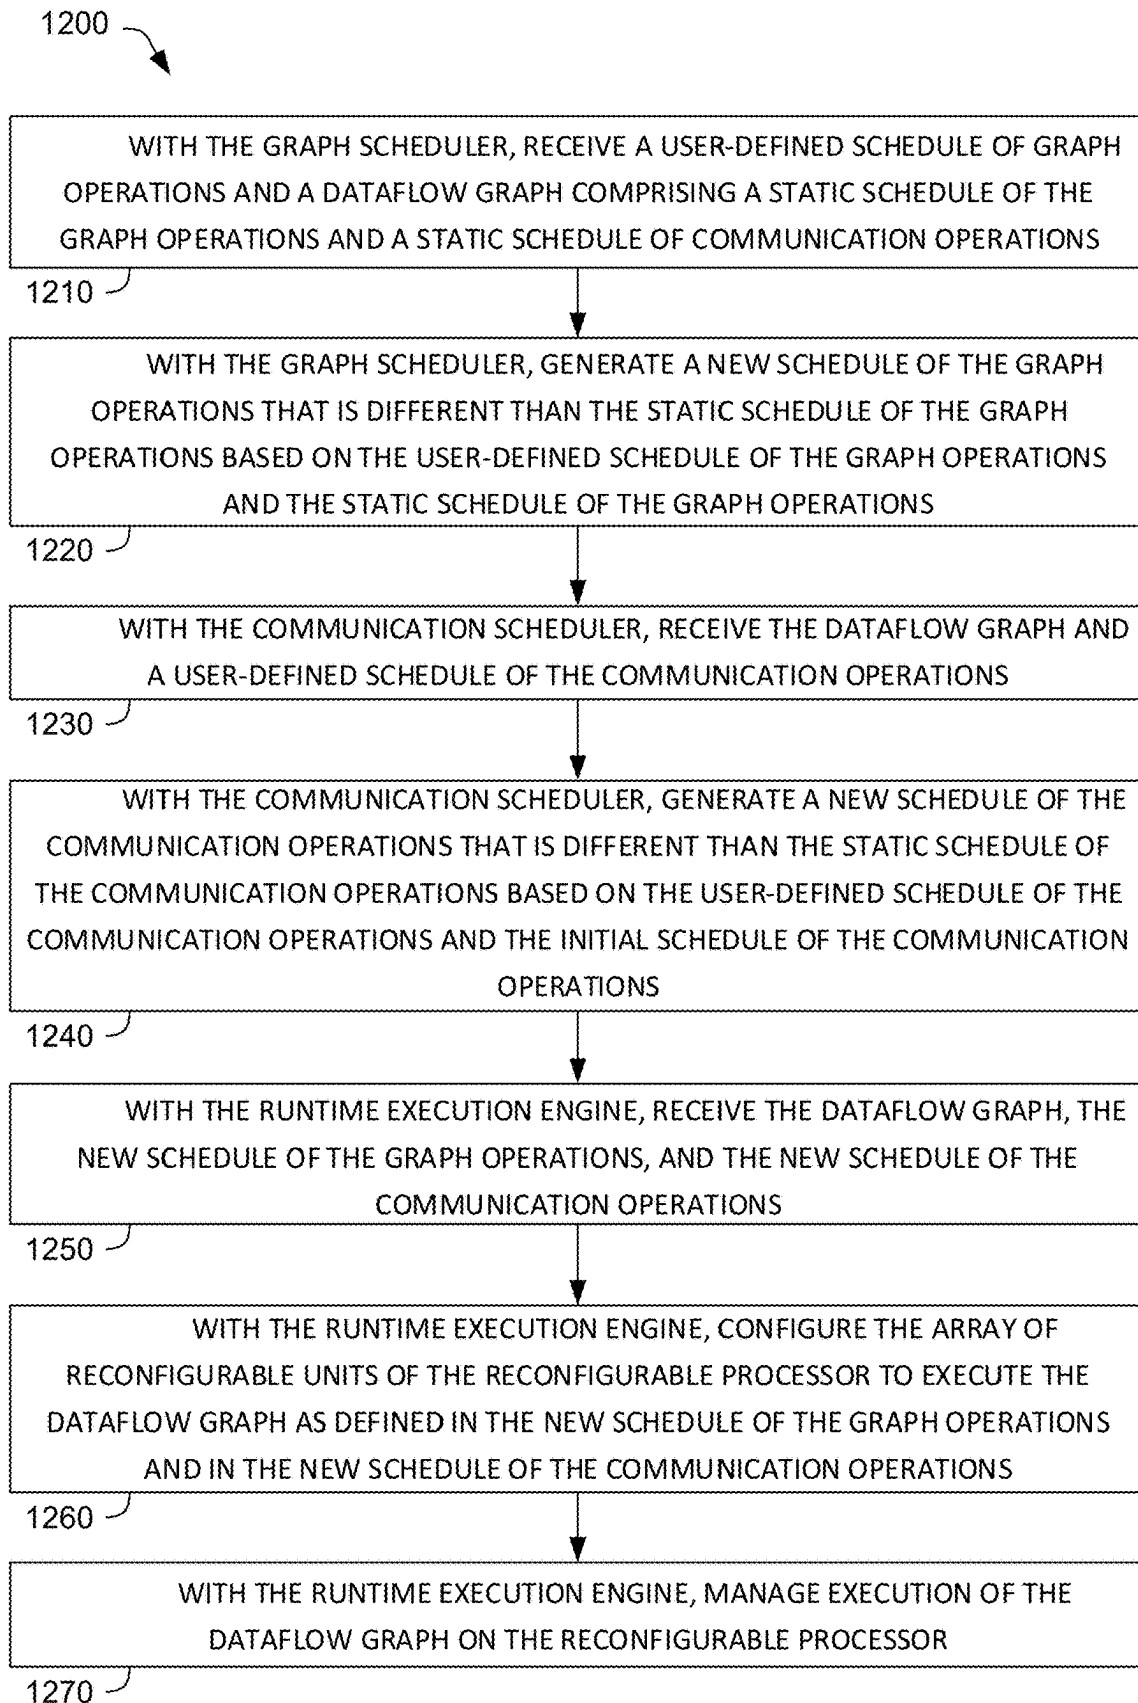 1200
WITH THE GRAPH SCHEDULER, RECEIVE A USER-DEFINED SCHEDULE OF GRAPH
OPERATIONS AND A DATAFLOW GRAPH COMPRISING A STATIC SCHEDULE OF THE
GRAPH OPERATIONS AND A STATIC SCHEDULE OF COMMUNICATION OPERATIONS
1210
WITH THE GRAPH SCHEDULER, GENERATE A NEW SCHEDULE OF THE GRAPH
OPERATIONS THAT IS DIFFERENT THAN THE STATIC SCHEDULE OF THE GRAPH
OPERATIONS BASED ON THE USER-DEFINED SCHEDULE OF THE GRAPH OPERATIONS
AND THE STATIC SCHEDULE OF THE GRAPH OPERATIONS
1220
WITH THE COMMUNICATION SCHEDULER, RECEIVE THE DATAFLOW GRAPH AND
A USER-DEFINED SCHEDULE OF THE COMMUNICATION OPERATIONS
1230
WITH THE COMMUNICATION SCHEDULER, GENERATE A NEW SCHEDULE OF THE
COMMUNICATION OPERATIONS THAT IS DIFFERENT THAN THE STATIC SCHEDULE OF
THE COMMUNICATION OPERATIONS BASED ON THE USER-DEFINED SCHEDULE OF THE
COMMUNICATION OPERATIONS AND THE INITIAL SCHEDULE OF THE COMMUNICATION
OPERATIONS
1240
WITH THE RUNTIME EXECUTION ENGINE, RECEIVE THE DATAFLOW GRAPH, THE
NEW SCHEDULE OF THE GRAPH OPERATIONS, AND THE NEW SCHEDULE OF THE
COMMUNICATION OPERATIONS
1250
WITH THE RUNTIME EXECUTION ENGINE, CONFIGURE THE ARRAY OF
RECONFIGURABLE UNITS OF THE RECONFIGURABLE PROCESSOR TO EXECUTE THE
DATAFLOW GRAPH AS DEFINED IN THE NEW SCHEDULE OF THE GRAPH OPERATIONS
AND IN THE NEW SCHEDULE OF THE COMMUNICATION OPERATIONS
1260
WITH THE RUNTIME EXECUTION ENGINE, MANAGE EXECUTION OF THE
DATAFLOW GRAPH ON THE RECONFIGURABLE PROCESSOR
1270